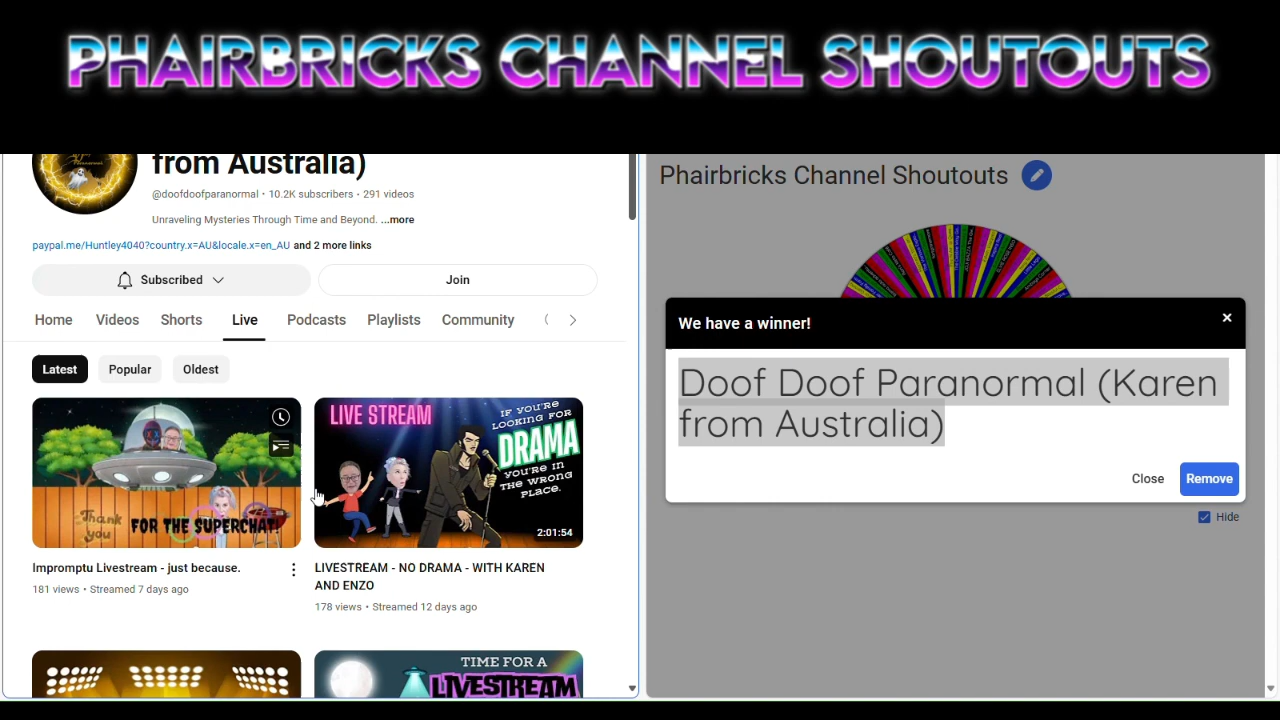 PHAIRBRICKS CHANNEL SHOUTOUTS
from Australia)
@doofdoofparanormal • 10.2K subscribers • 291 videos
Unraveling Mysteries Through Time and Beyond. ...more
paypal.me/Huntley4040?country.x=AU&locale.x=en_AU and 2 more links
Subscribed
Join
Home Videos Shorts Live Podcasts Playlists Community
Latest Popular Oldest
Thank
you
FOR THE SUPERCHAT!
Impromptu Livestream - just because.
181 views • Streamed 7 days ago
LIVE STREAM
IF YOU'RE
LOOKING FOR
DRAMA
YOU'RE IN
THE WRONG
PLACE.
2:01:54
LIVESTREAM - NO DRAMA - WITH KAREN
AND ENZO
178 views • Streamed 12 days ago
TIME FOR A
LIVESTREAM
Phairbricks Channel Shoutouts
We have a winner!
Doof Doof Paranormal (Karen
from Australia)
Close Remove
Hide